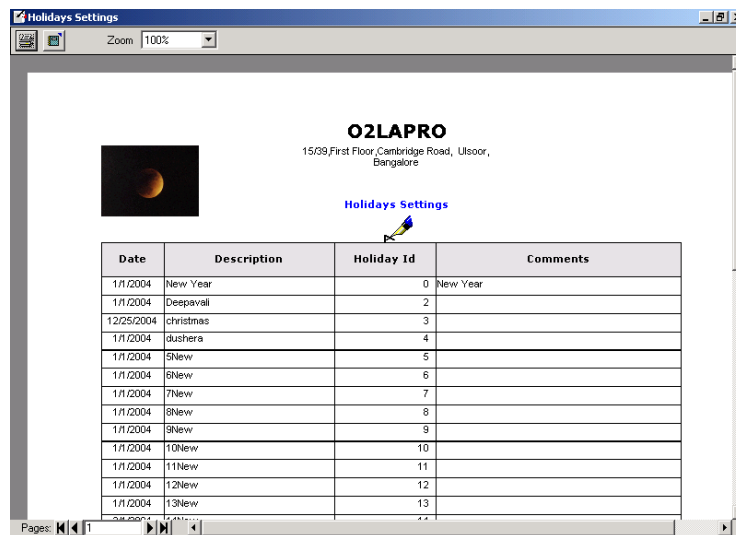 Holidays Settings
Zoom 100%
O2LAPRO
15/39,First Floor,Cambridge Road, Ulsoor,
Bangalore
Holidays Settings
Date Description Holiday Id Comments
1/1/2004 New Year 0 New Year
1/1/2004 Deepavali 2
12/25/2004 christmas 3
1/1/2004 dushera 4
1/1/2004 5New 5
1/1/2004 6New 6
1/1/2004 7New 7
1/1/2004 8New 8
1/1/2004 9New 9
1/1/2004 10New 10
1/1/2004 11New 11
1/1/2004 12New 12
1/1/2004 13New 13
Pages: 1